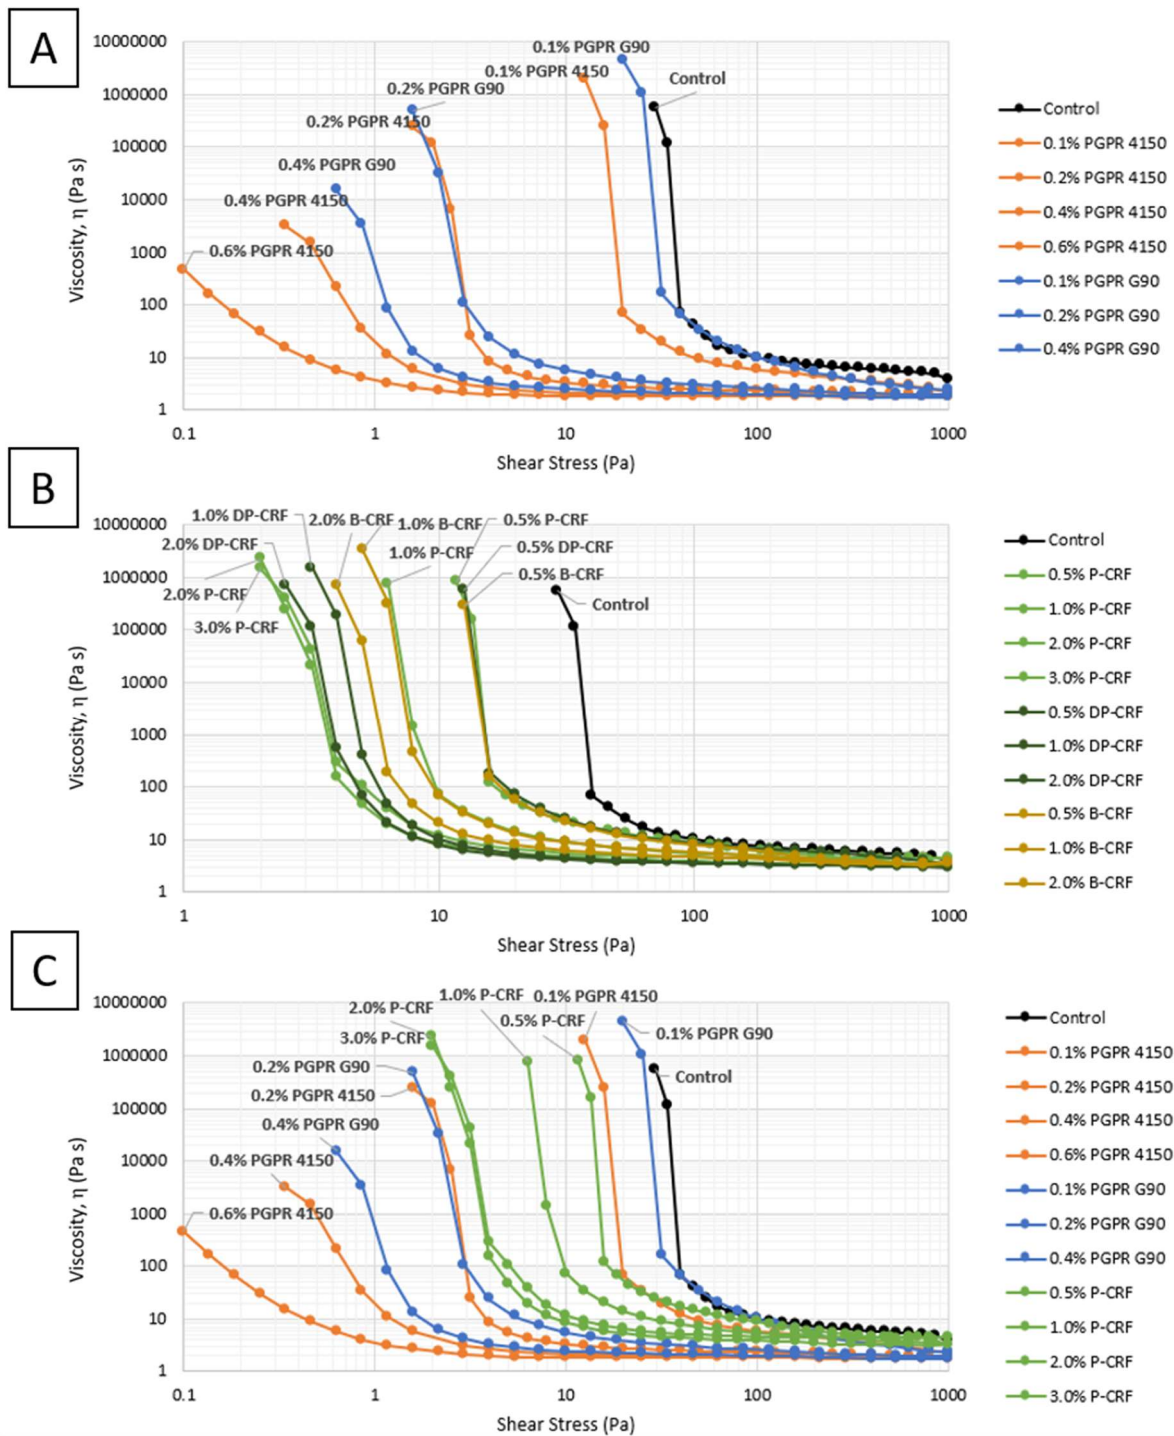 A
10000000
1000000
100000
10000
1000
100
10
1
Viscosity, η (Pa s)
0.1% PGPR G90
0.1% PGPR 4150
Control
0.2% PGPR G90
0.2% PGPR 4150
0.4% PGPR G90
0.4% PGPR 4150
0.6% PGPR 4150
0.1
1
10
100
1000
Shear Stress (Pa)
Control
0.1% PGPR 4150
0.2% PGPR 4150
0.4% PGPR 4150
0.6% PGPR 4150
0.1% PGPR G90
0.2% PGPR G90
0.4% PGPR G90
B
10000000
1000000
100000
10000
1000
100
10
1
Viscosity, η (Pa s)
1.0% DP-CRF
2.0% B-CRF
1.0% B-CRF
0.5% P-CRF
2.0% DP-CRF
1.0% P-CRF
0.5% DP-CRF
0.5% B-CRF
2.0% P-CRF
3.0% P-CRF
Control
1
10
100
1000
Shear Stress (Pa)
Control
0.5% P-CRF
1.0% P-CRF
2.0% P-CRF
3.0% P-CRF
0.5% DP-CRF
1.0% DP-CRF
2.0% DP-CRF
0.5% B-CRF
1.0% B-CRF
2.0% B-CRF
C
10000000
1000000
100000
10000
1000
100
10
1
Viscosity, η (Pa s)
1.0% P-CRF
0.1% PGPR 4150
2.0% P-CRF
0.5% P-CRF
0.1% PGPR G90
3.0% P-CRF
0.2% PGPR G90
Control
0.2% PGPR 4150
0.4% PGPR G90
0.4% PGPR 4150
0.6% PGPR 4150
0.1
1
10
100
1000
Shear Stress (Pa)
Control
0.1% PGPR 4150
0.2% PGPR 4150
0.4% PGPR 4150
0.6% PGPR 4150
0.1% PGPR G90
0.2% PGPR G90
0.4% PGPR G90
0.5% P-CRF
1.0% P-CRF
2.0% P-CRF
3.0% P-CRF